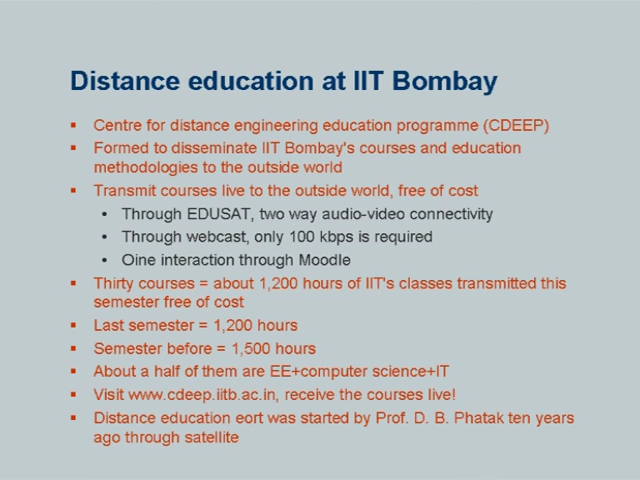 Distance education at IIT Bombay
▪ Centre for distance engineering education programme (CDEEP)
▪ Formed to disseminate IIT Bombay's courses and education
methodologies to the outside world
▪ Transmit courses live to the outside world, free of cost
• Through EDUSAT, two way audio-video connectivity
• Through webcast, only 100 kbps is required
• Oine interaction through Moodle
▪ Thirty courses = about 1,200 hours of IIT's classes transmitted this
semester free of cost
▪ Last semester = 1,200 hours
▪ Semester before = 1,500 hours
▪ About a half of them are EE+computer science+IT
▪ Visit www.cdeep.iitb.ac.in, receive the courses live!
▪ Distance education eort was started by Prof. D. B. Phatak ten years
ago through satellite